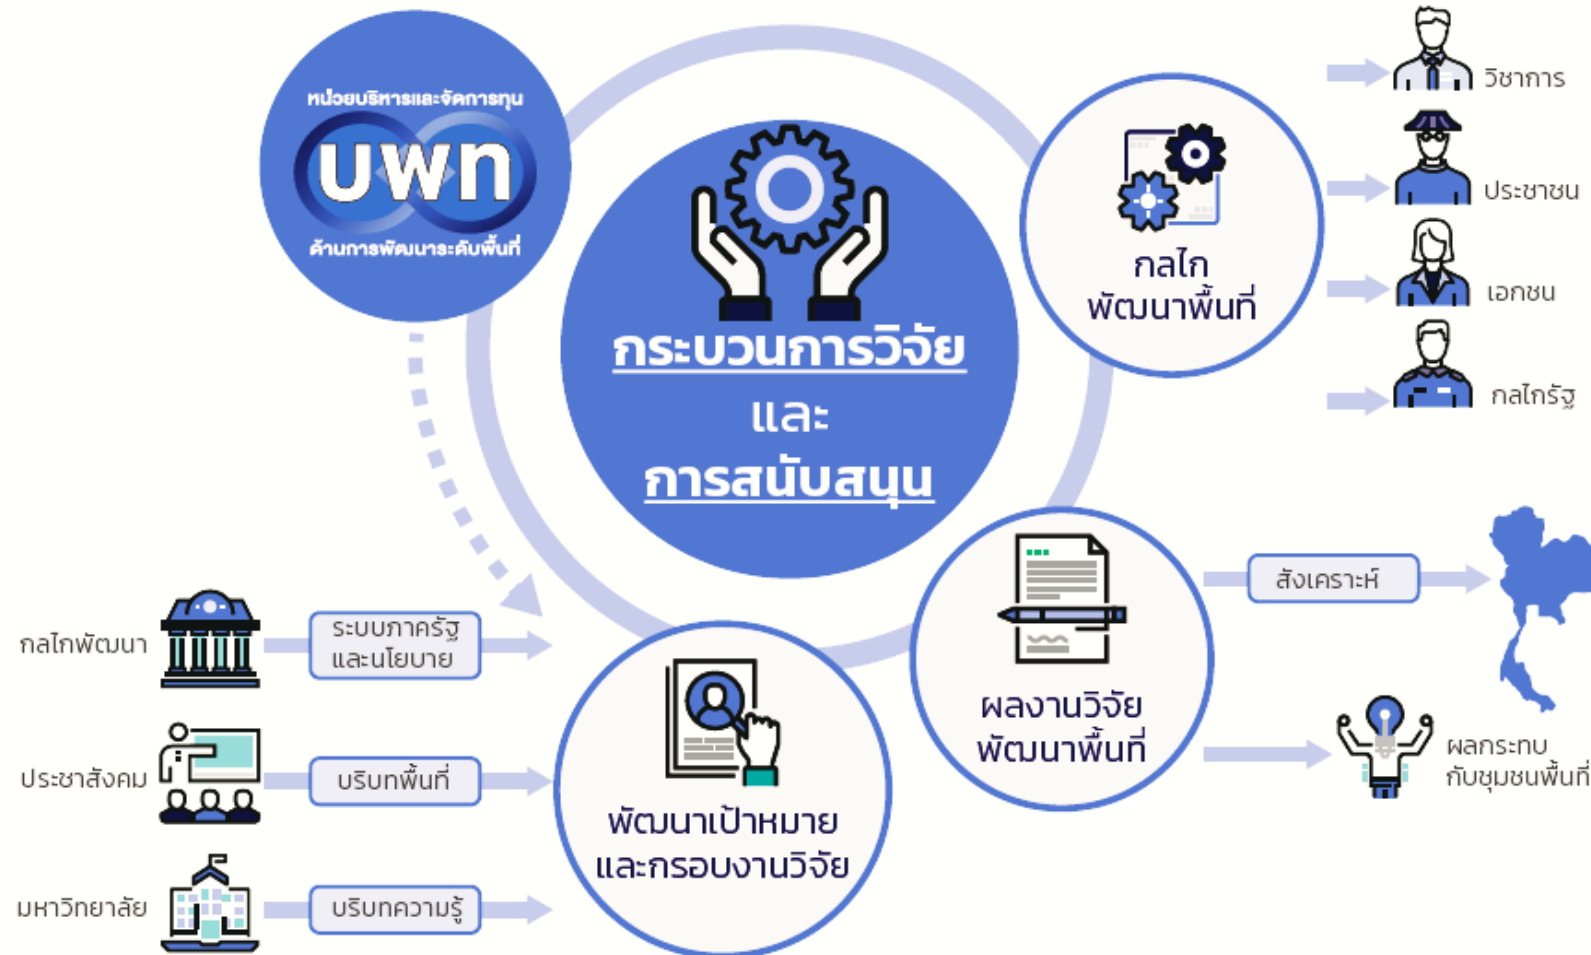 หน่วยบริหารและจัดการทุน
บพท
ด้านการพัฒนาระดับพื้นที่
กระบวนการวิจัย
และ
การสนับสนุน
กลไก
พัฒนาพื้นที่
วิชาการ
ประชาชน
เอกชน
กลไกรัฐ
กลไกพัฒนา
ระบบภาครัฐ
และนโยบาย
ประชาสังคม
บริบทพื้นที่
มหาวิทยาลัย
บริบทความรู้
พัฒนาเป้าหมาย
และกรอบงานวิจัย
ผลงานวิจัย
พัฒนาพื้นที่
สังเคราะห์
ผลกระทบ
กับชุมชนพื้นที่